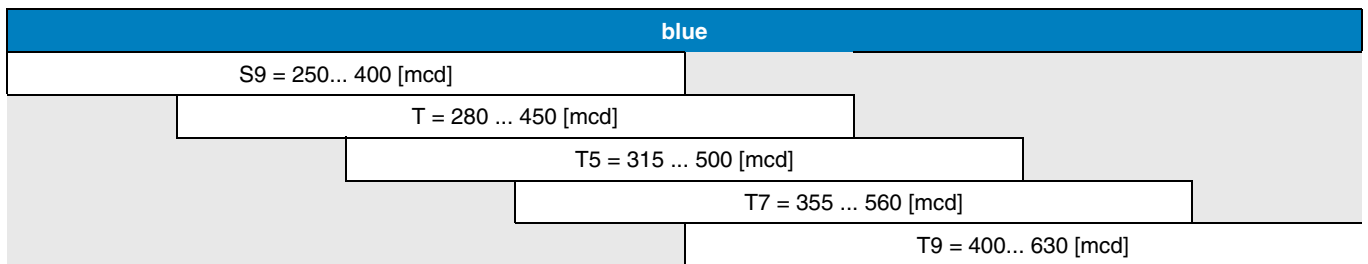 blue
S9 = 250... 400 [mcd]
T = 280 ... 450 [mcd]
T5 = 315 ... 500 [mcd]
T7 = 355 ... 560 [mcd]
T9 = 400... 630 [mcd]